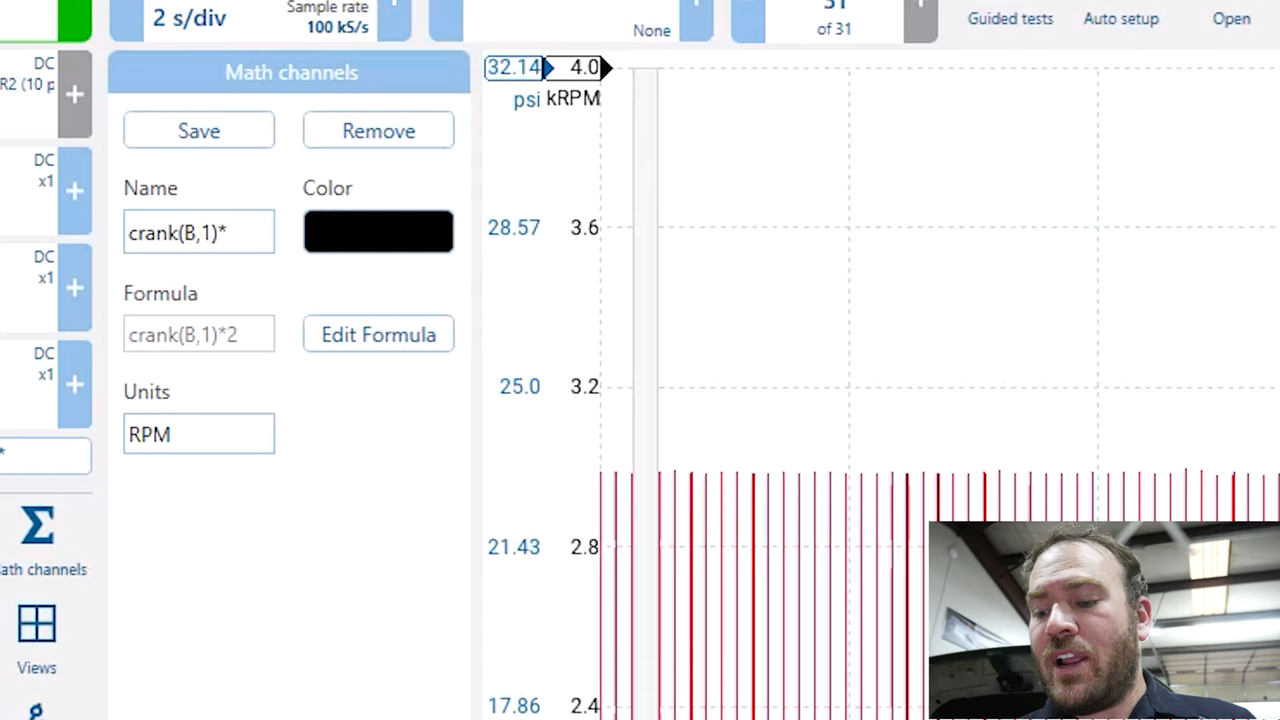 2 s/div
Sample rate
100 kS/s
None
31
of 31
Guided tests
Auto setup
Open
DC
R2 (10 p
+
DC
x1
+
DC
x1
+
DC
x1
+
*
Math channels
Save
Remove
Name
Color
crank(B,1)*
Formula
crank(B,1)*2
Edit Formula
Units
RPM
ath channels
Views
32.14
4.0
psi
kRPM
28.57
3.6
25.0
3.2
21.43
2.8
17.86
2.4